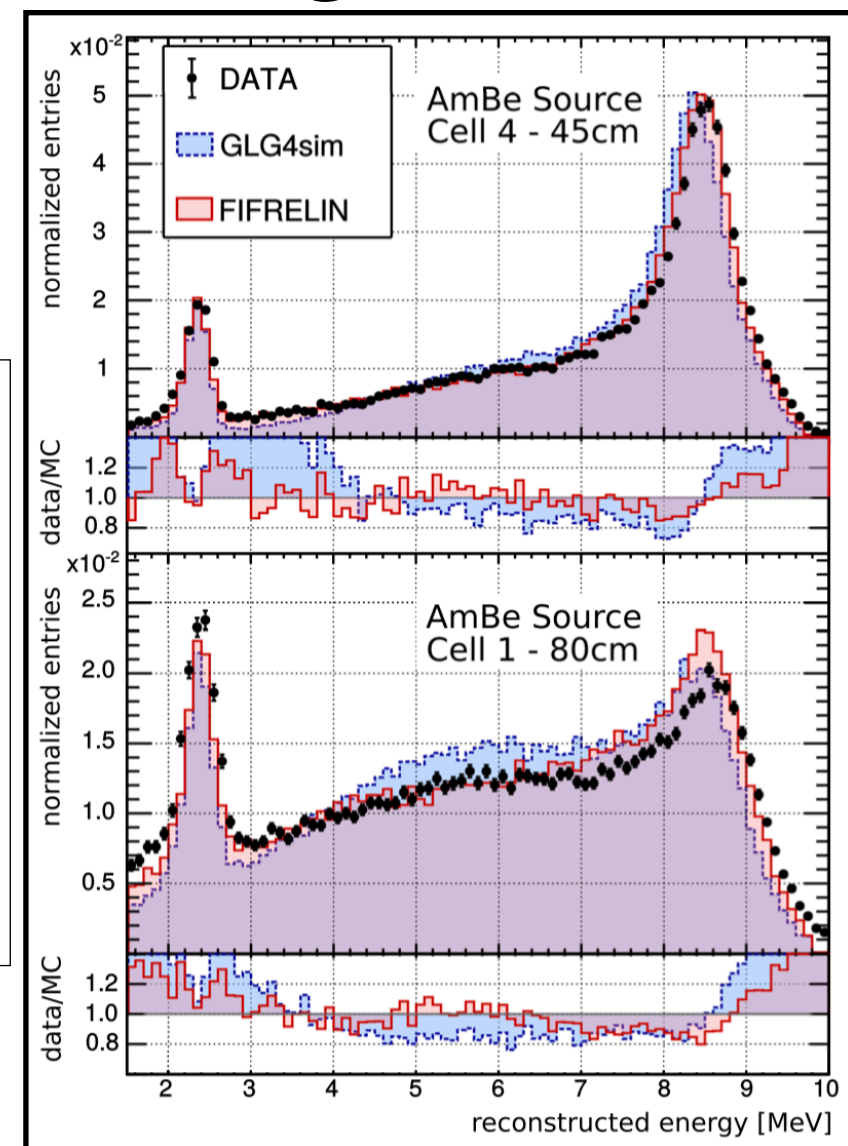 x10-2
normalized entries
5
4
3
2
1
DATA
GLG4sim
FIFRELIN
AmBe Source
Cell 4 - 45cm
data/MC
1.2
1.0
0.8
x10-2
normalized entries
2.5
2.0
1.5
1.0
0.5
AmBe Source
Cell 1 - 80cm
data/MC
1.2
1.0
0.8
2 3 4 5 6 7 8 9 10
reconstructed energy [MeV]